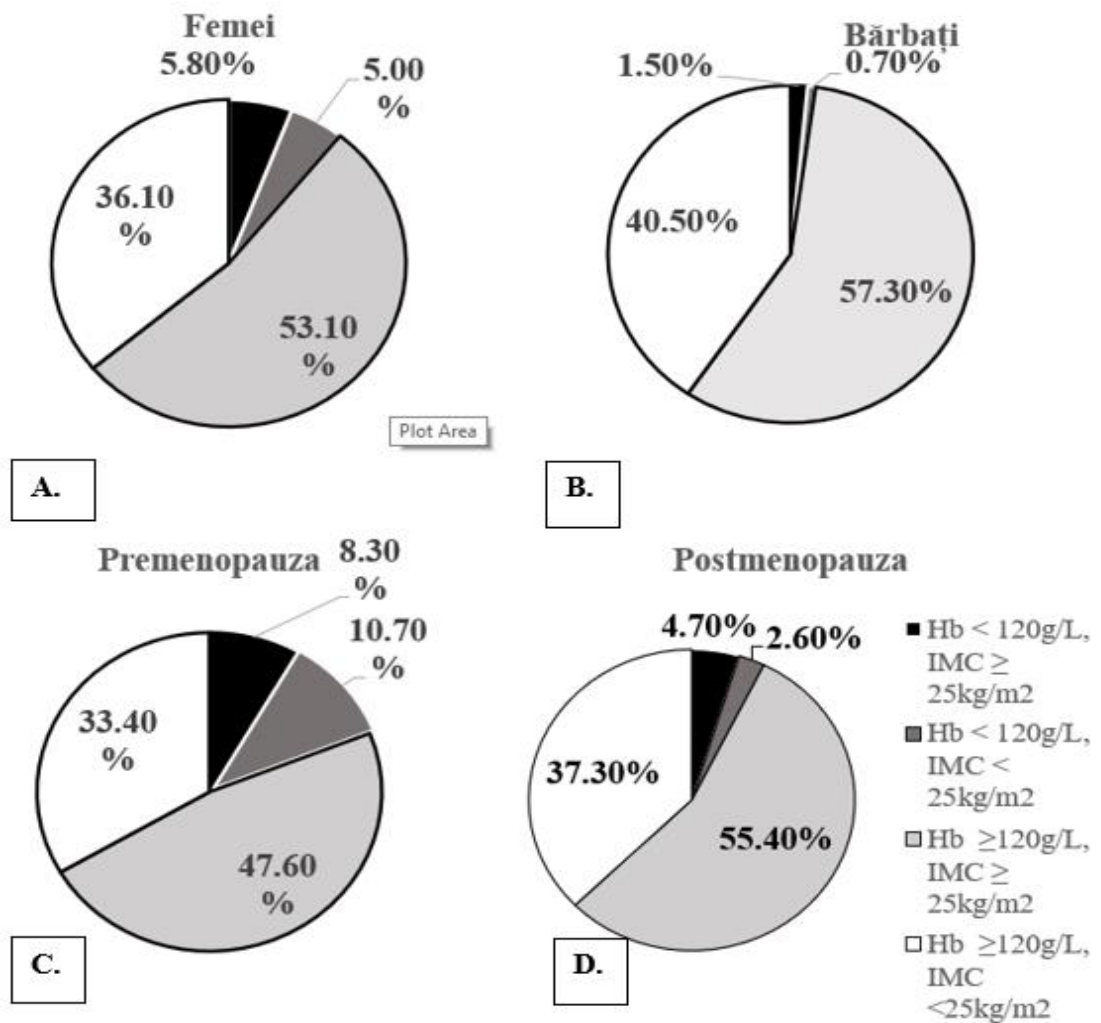 Femei
5.80%
5.00
%
36.10
%
53.10
%
Plot Area
A.
Bărbați
1.50%
0.70%
40.50%
57.30%
B.
Premenopauza
8.30
%
10.70
%
33.40
%
47.60
%
C.
Postmenopauza
4.70%
2.60%
37.30%
55.40%
D.
Hb < 120g/L,
IMC ≥
25kg/m2
Hb < 120g/L,
IMC <
25kg/m2
Hb ≥120g/L,
IMC ≥
25kg/m2
Hb ≥120g/L,
IMC
<25kg/m2